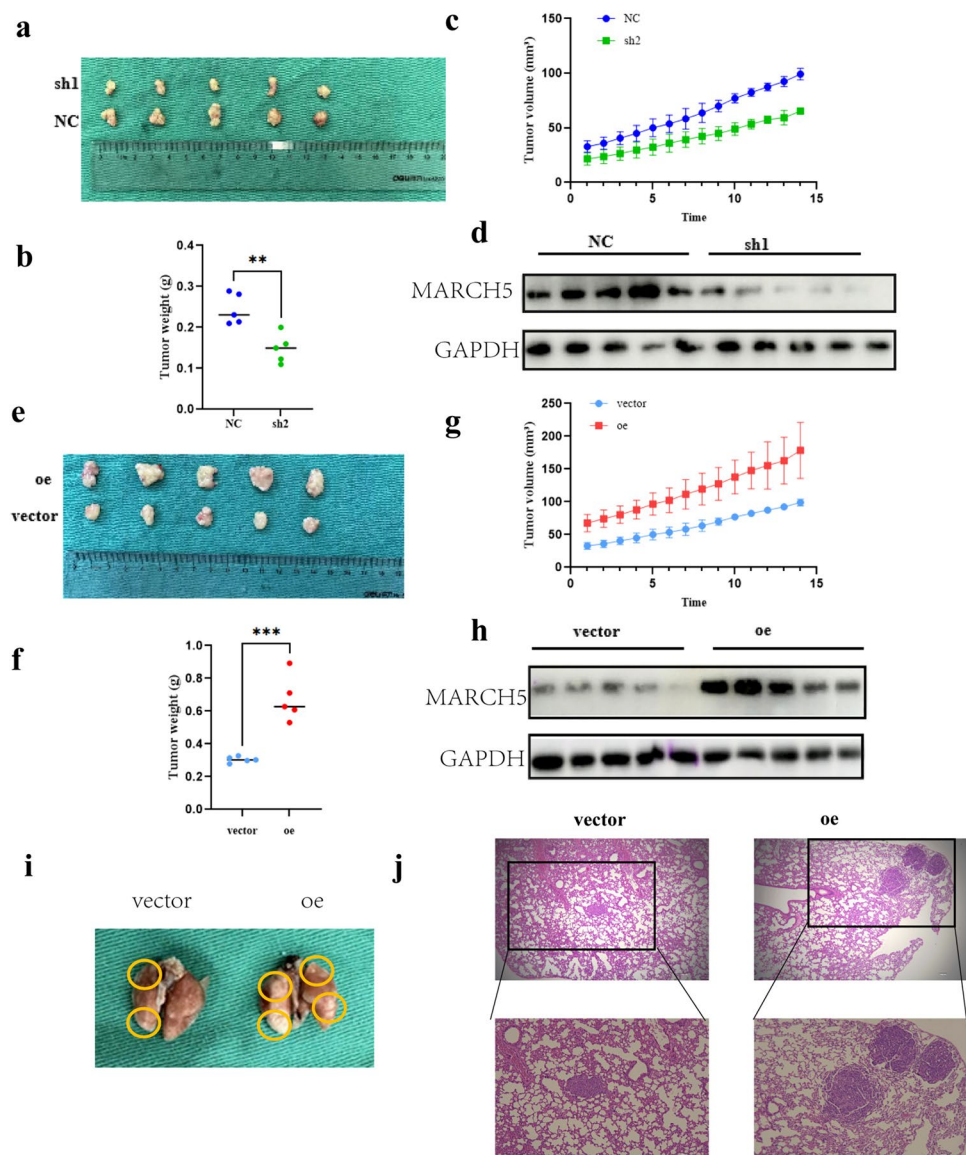 a
sh1
NC
b
Tumor weight (g)
0.4
0.3
0.2
0.1
0.0
**
NC sh2
c
NC
sh2
Tumor volume (mm³)
150
100
50
0
0 5 10 15
Time
d
NC sh1
MARCH5
GAPDH
e
oe
vector
f
Tumor weight (g)
1.0
0.8
0.6
0.4
0.2
0.0
***
vector oe
g
vector
oe
Tumor volume (mm³)
250
200
150
100
50
0
0 5 10 15
Time
h
vector oe
MARCH5
GAPDH
i
vector oe
j
vector oe